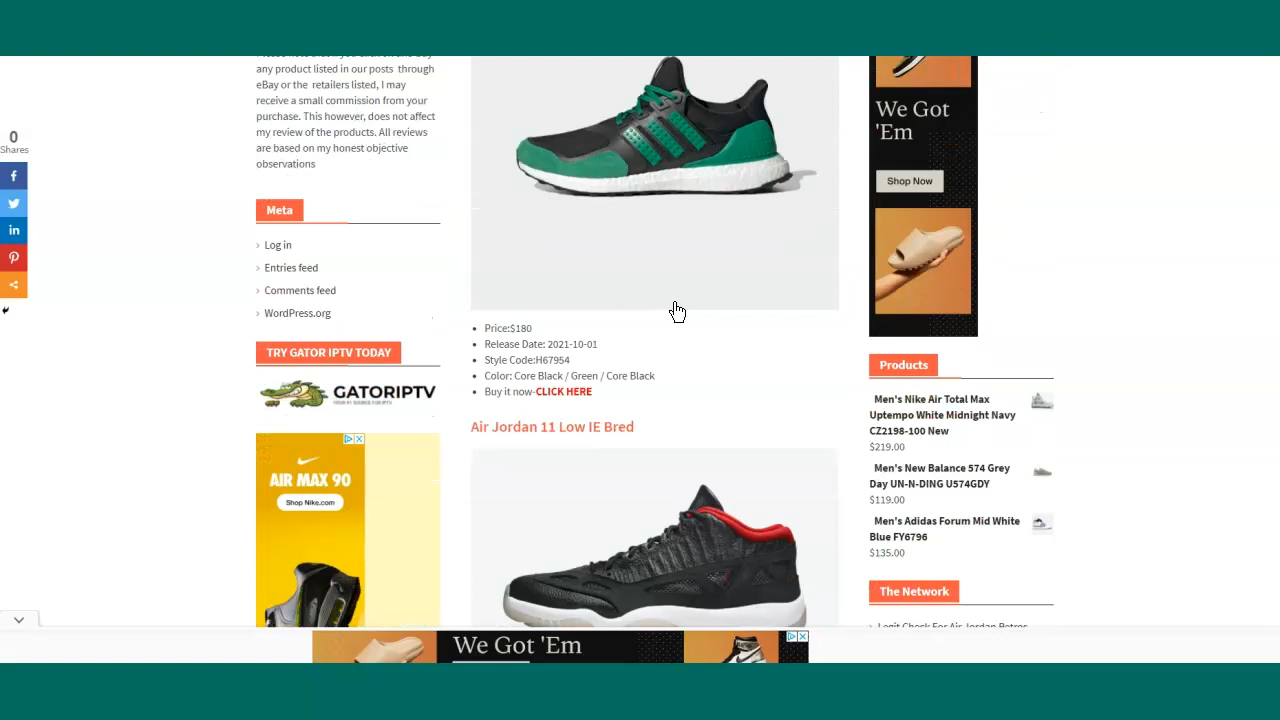 0
Shares
any product listed in our posts through
eBay or the retailers listed, I may
receive a small commission from your
purchase. This however, does not affect
my review of the products. All reviews
are based on my honest objective
observations
Meta
Log in
Entries feed
Comments feed
WordPress.org
TRY GATOR IPTV TODAY
GATORIPTV
AIR MAX 90
Shop Nike.com
Price:$180
Release Date: 2021-10-01
Style Code:H67954
Color: Core Black / Green / Core Black
Buy it now-CLICK HERE
Air Jordan 11 Low IE Bred
We Got
'Em
Shop Now
Products
Men's Nike Air Total Max
Uptempo White Midnight Navy
CZ2198-100 New
$219.00
Men's New Balance 574 Grey
Day UN-N-DING U574GDY
$119.00
Men's Adidas Forum Mid White
Blue FY6796
$135.00
The Network
Legit Check For Air Jordan Retros
We Got 'Em